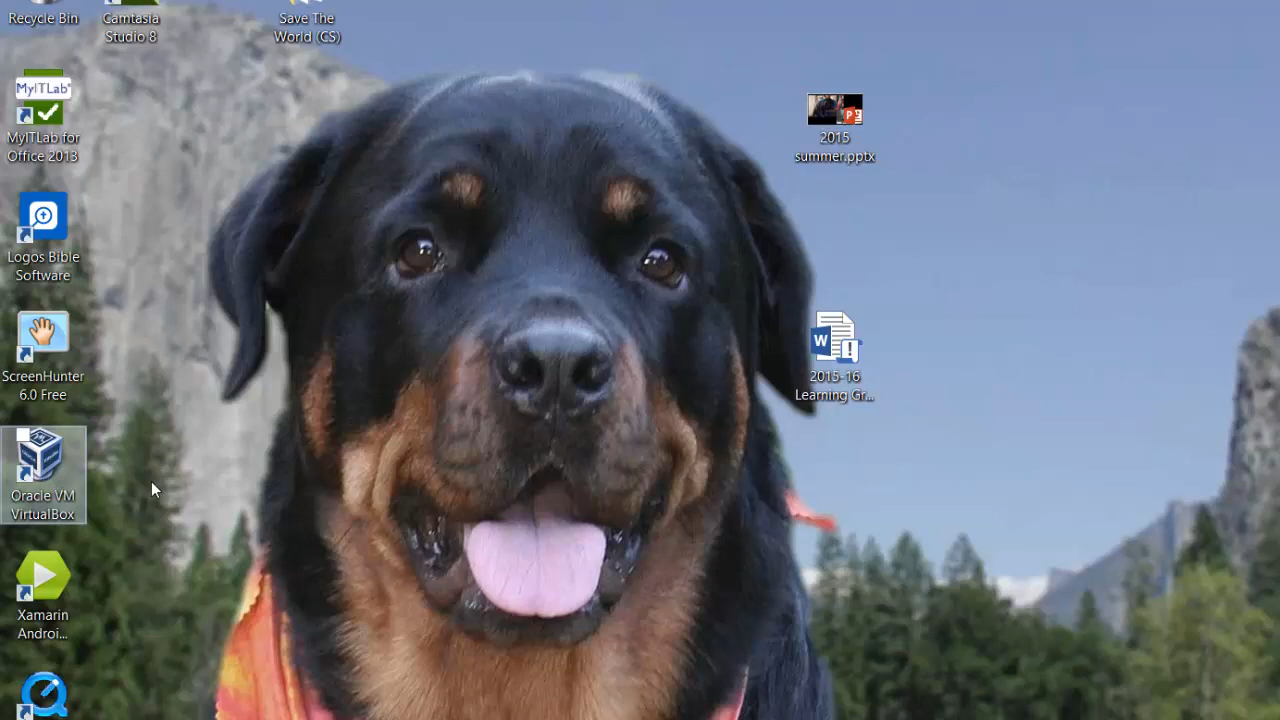 Recycle Bin
Camtasia
Studio 8
Save The
World (CS)
MyITLab
MyITLab for
Office 2013
Logos Bible
Software
ScreenHunter
6.0 Free
Oracle VM
VirtualBox
Xamarin
Androi...
P
2015
summer.pptx
W
2015-16
Learning Gr...